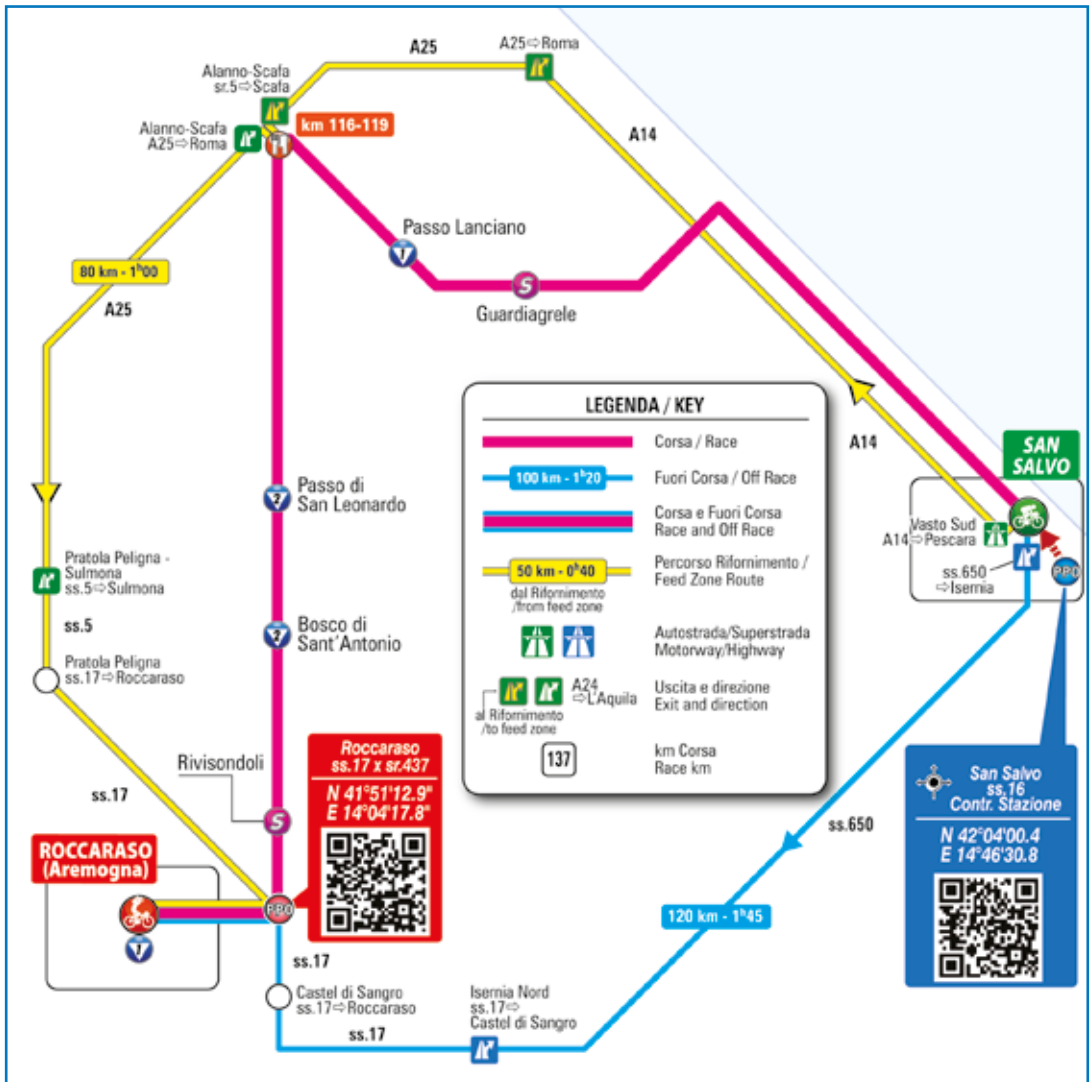 A25
A25⇨Roma
Alanno-Scafa
sr.5⇨Scafa
Alanno-Scafa
A25⇨Roma
km 116-119
A14
Passo Lanciano
1
S
Guardiagrele
80 km - 1ʰ00
A25
LEGENDA / KEY
Corsa / Race
100 km - 1ʰ20
Fuori Corsa / Off Race
Corsa e Fuori Corsa
Race and Off Race
50 km - 0ʰ40
dal Rifornimento
/from feed zone
Percorso Rifornimento /
Feed Zone Route
Autostrada/Superstrada
Motorway/Highway
A24
⇨L'Aquila
al Rifornimento
/to feed zone
Uscita e direzione
Exit and direction
137
km Corsa
Race km
A14
SAN
SALVO
Vasto Sud
A14⇨Pescara
ss.650
⇨Isernia
PPO
2
Passo di
San Leonardo
Pratola Peligna -
Sulmona
ss.5⇨Sulmona
ss.5
2
Bosco di
Sant'Antonio
Pratola Peligna
ss.17⇨Roccaraso
ss.17
Rivisondoli
S
Roccaraso
ss.17 x sr.437
N 41°51'12.9"
E 14°04'17.8"
San Salvo
ss.16
Contr. Stazione
N 42°04'00.4
E 14°46'30.8
ss.650
ROCCARASO
(Aremogna)
1
PPO
120 km - 1ʰ45
ss.17
Castel di Sangro
ss.17⇨Roccaraso
ss.17
Isernia Nord
ss.17⇨
Castel di Sangro